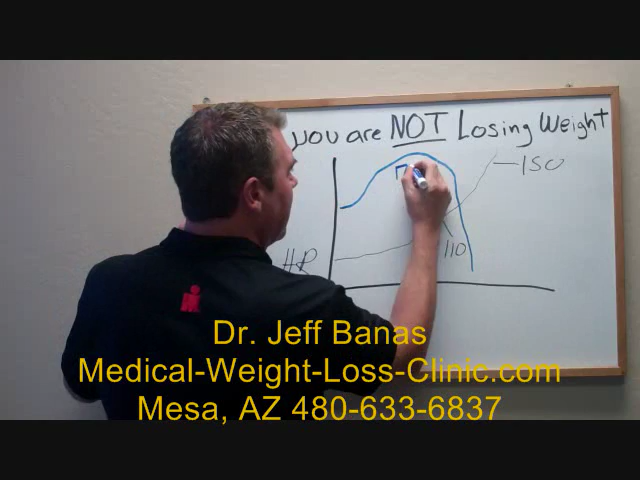 you are NOT Losing Weight
150
110
HR
Dr. Jeff Banas
Medical-Weight-Loss-Clinic.com
Mesa, AZ 480-633-6837